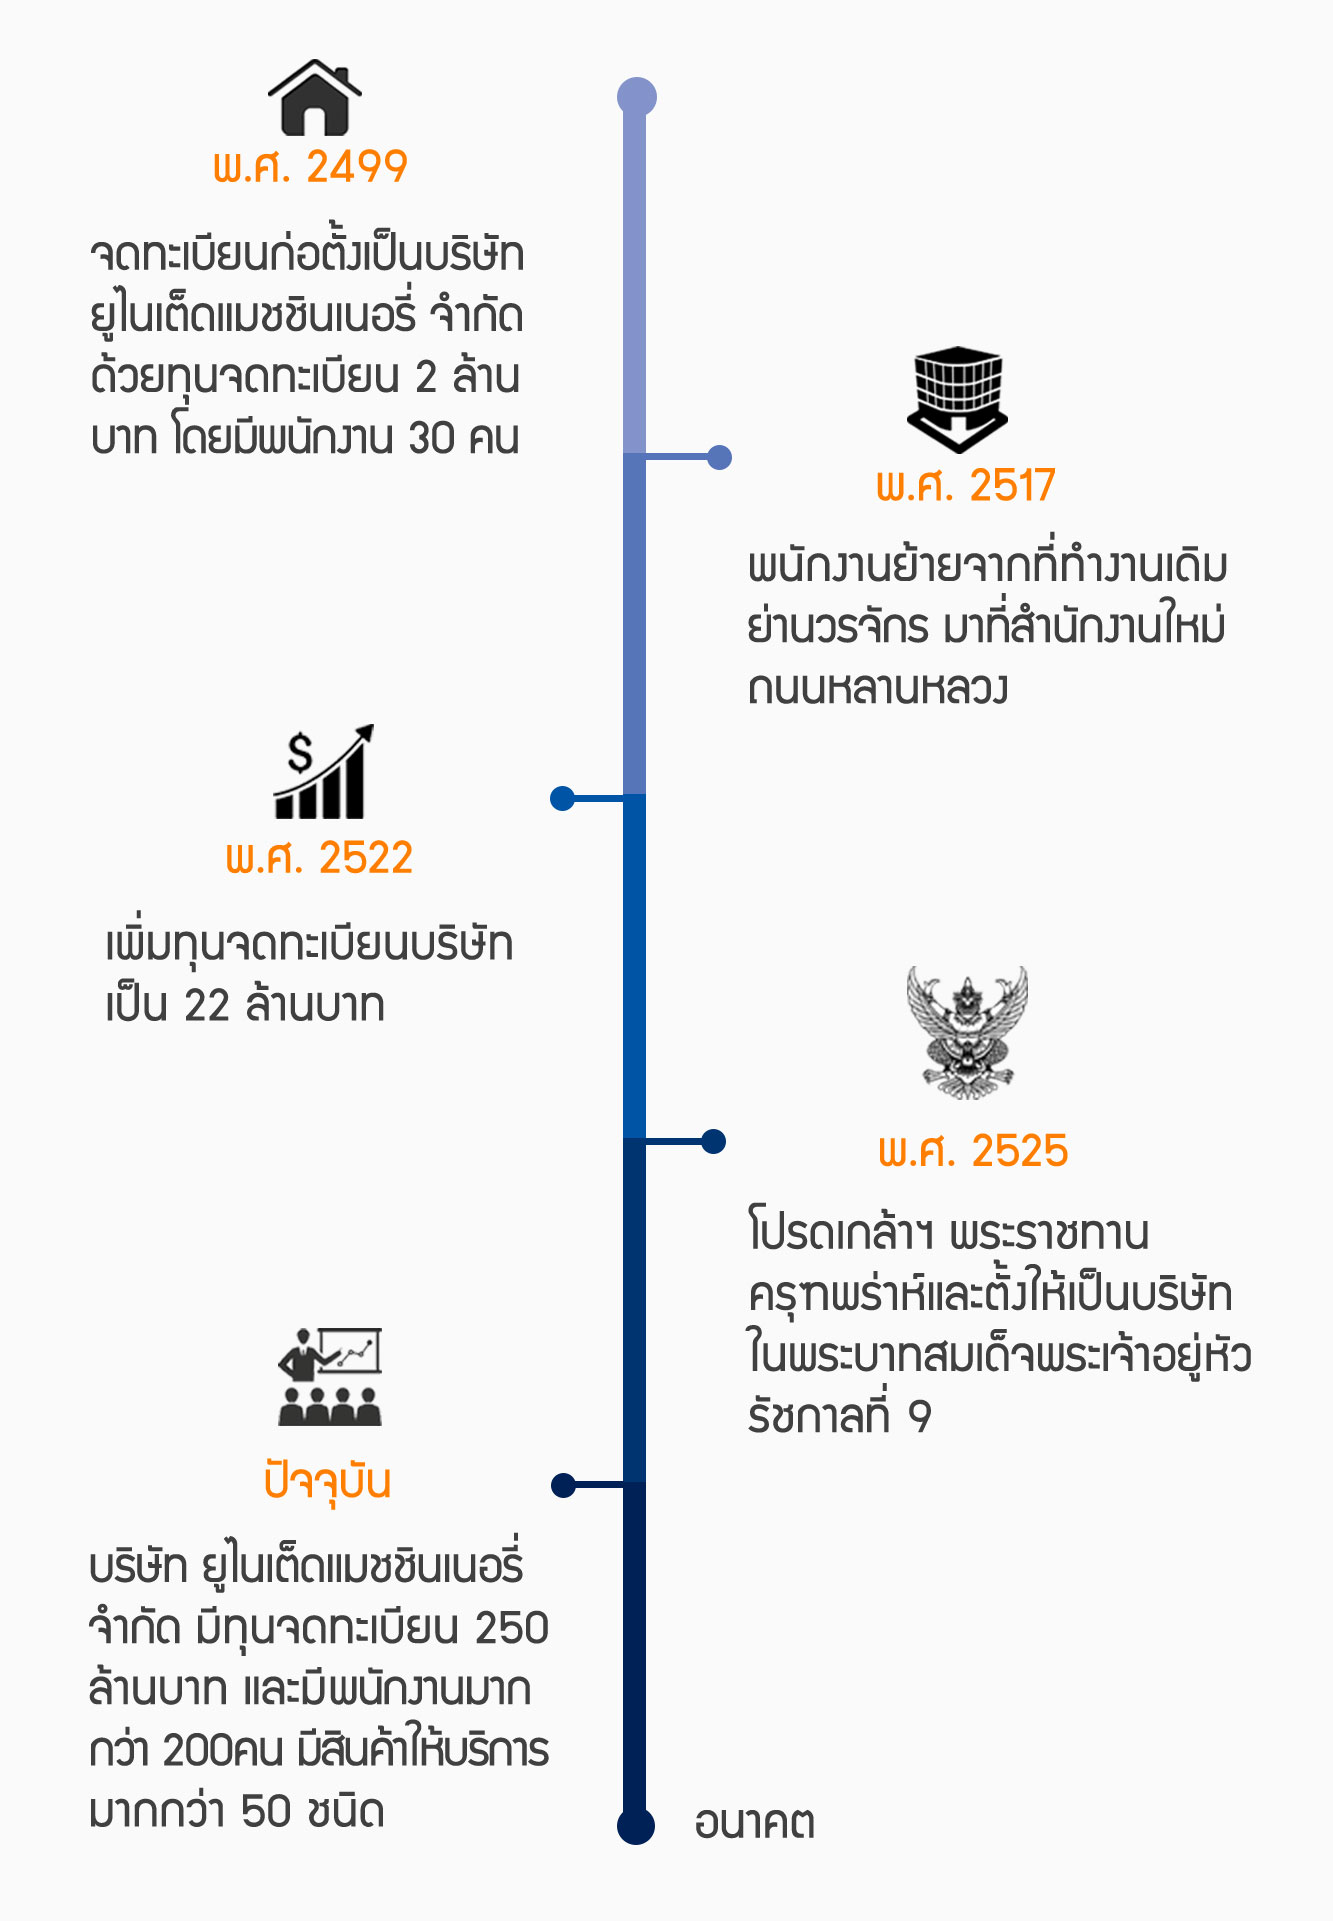 พ.ศ. 2499
จดทะเบียนก่อตั้งเป็นบริษัท
ยูไนเต็ดแมชชินเนอรี่ จำกัด
ด้วยทุนจดทะเบียน 2 ล้าน
บาท โดยมีพนักงาน 30 คน
พ.ศ. 2517
พนักงานย้ายจากที่ทำงานเดิม
ย่านวรจักร มาที่สำนักงานใหม่
ถนนหลานหลวง
พ.ศ. 2522
เพิ่มทุนจดทะเบียนบริษัท
เป็น 22 ล้านบาท
พ.ศ. 2525
โปรดเกล้าฯ พระราชทาน
ครุฑพร่าห์และตั้งให้เป็นบริษัท
ในพระบาทสมเด็จพระเจ้าอยู่หัว
รัชกาลที่ 9
ปัจจุบัน
บริษัท ยูไนเต็ดแมชชินเนอรี่
จำกัด มีทุนจดทะเบียน 250
ล้านบาท และมีพนักงานมาก
กว่า 200คน มีสินค้าให้บริการ
มากกว่า 50 ชนิด
อนาคต